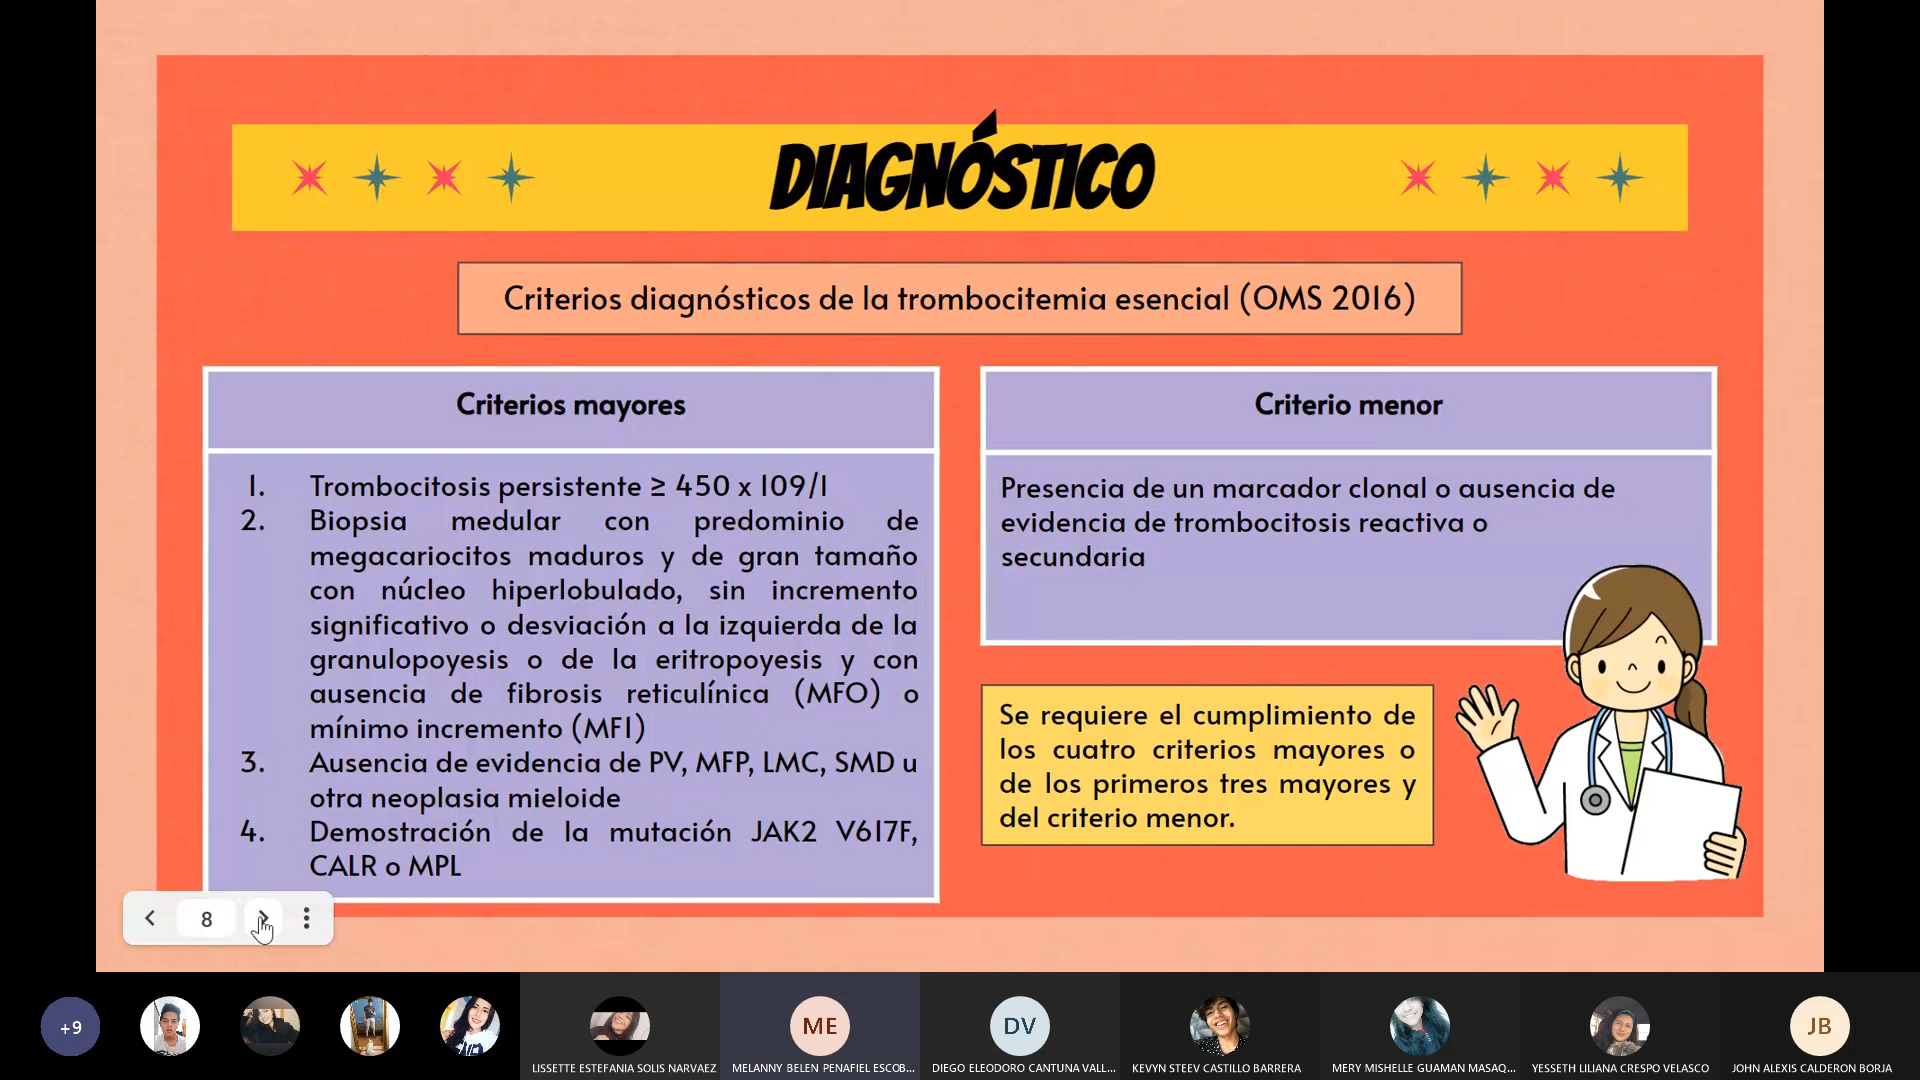 DIAGNÓSTICO
Criterios diagnósticos de la trombocitemia esencial (OMS 2016)
Criterios mayores
1. Trombocitosis persistente ≥ 450 x 109/l
2. Biopsia medular con predominio de
megacariocitos maduros y de gran tamaño
con núcleo hiperlobulado, sin incremento
significativo o desviación a la izquierda de la
granulopoyesis o de la eritropoyesis y con
ausencia de fibrosis reticulínica (MFO) o
mínimo incremento (MF1)
3. Ausencia de evidencia de PV, MFP, LMC, SMD u
otra neoplasia mieloide
4. Demostración de la mutación JAK2 V617F,
CALR o MPL
Criterio menor
Presencia de un marcador clonal o ausencia de
evidencia de trombocitosis reactiva o
secundaria
Se requiere el cumplimiento de
los cuatro criterios mayores o
de los primeros tres mayores y
del criterio menor.
8
+9
ME
DV
JB
LISSETTE ESTEFANIA SOLIS NARVAEZ
MELANNY BELEN PENAFIEL ESCOB...
DIEGO ELEODORO CANTUNA VALL...
KEVYN STEEV CASTILLO BARRERA
MERY MISHELLE GUAMAN MASAQ...
YESSETH LILIANA CRESPO VELASCO
JOHN ALEXIS CALDERON BORJA